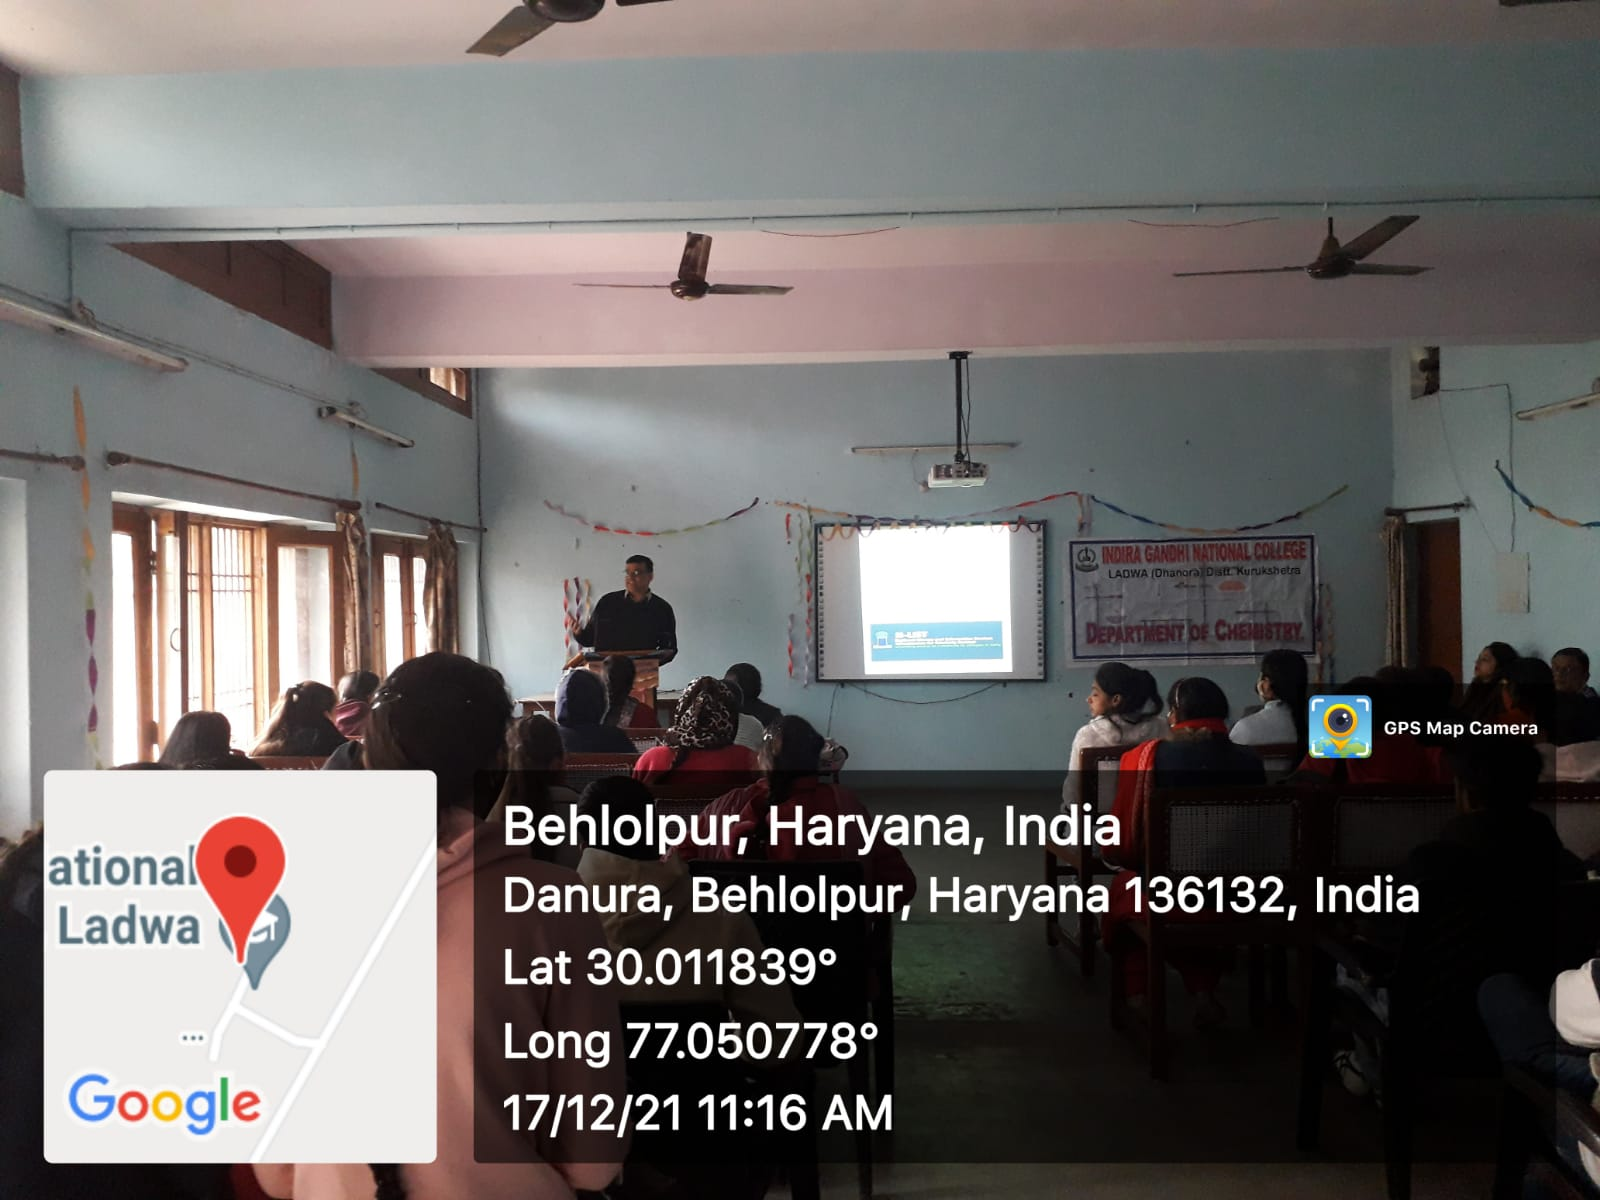 INDIRA GANDHI NATIONAL COLLEGE
LADWA (Dhanora) Distt. Kurukshetra
DEPARTMENT OF CHEMISTRY
GPS Map Camera
ational
Ladwa
...
Google
Behlolpur, Haryana, India
Danura, Behlolpur, Haryana 136132, India
Lat 30.011839°
Long 77.050778°
17/12/21 11:16 AM